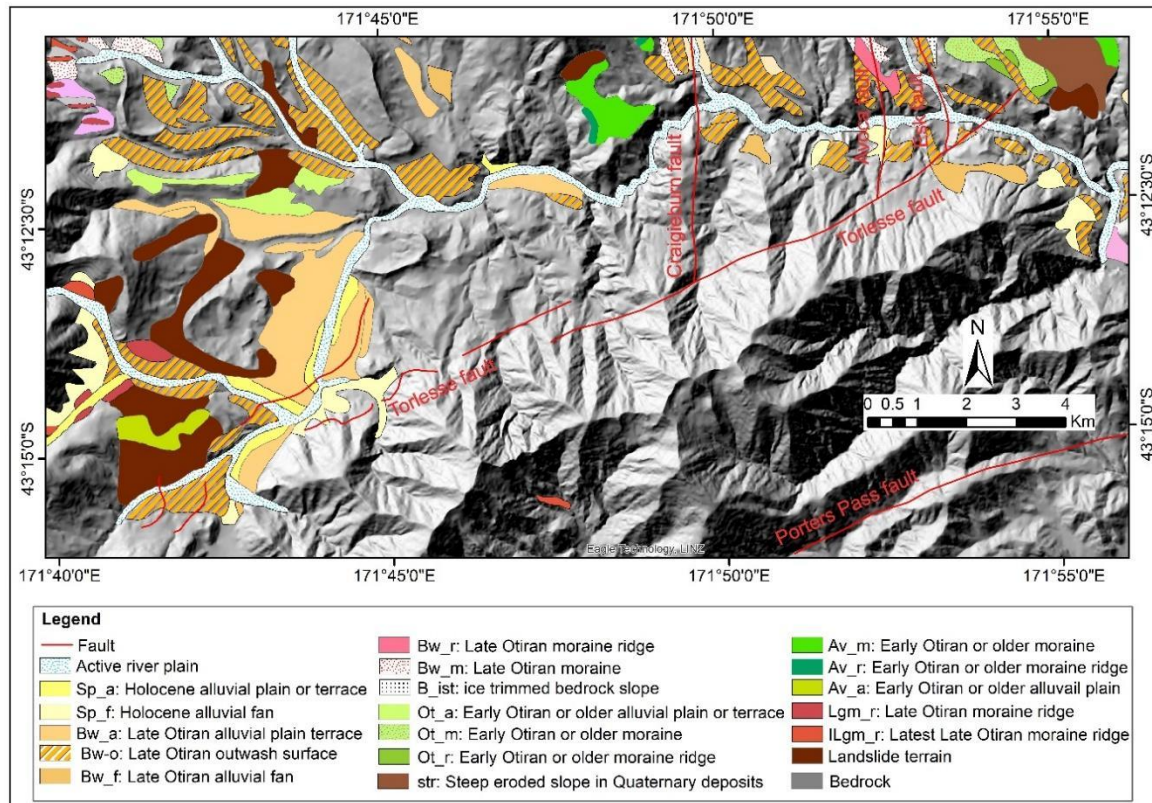 171°45'0"E
171°50'0"E
171°55'0"E
43°12'30"S
43°12'30"S
Craigieburn fault
Torlesse fault
Torlesse fault
N
0 0.5 1 2 3 4
Km
43°15'0"S
43°15'0"S
Porters Pass fault
Eagle Technology, LINZ
171°40'0"E
171°45'0"E
171°50'0"E
171°55'0"E
Legend
Fault
Active river plain
Sp_a: Holocene alluvial plain or terrace
Sp_f: Holocene alluvial fan
Bw_a: Late Otiran alluvial plain terrace
Bw-o: Late Otiran outwash surface
Bw_f: Late Otiran alluvial fan
Bw_r: Late Otiran moraine ridge
Bw_m: Late Otiran moraine
B_ist: ice trimmed bedrock slope
Ot_a: Early Otiran or older alluvial plain or terrace
Ot_m: Early Otiran or older moraine
Ot_r: Early Otiran or older moraine ridge
str: Steep eroded slope in Quaternary deposits
Av_m: Early Otiran or older moraine
Av_r: Early Otiran or older moraine ridge
Av_a: Early Otiran or older alluvail plain
Lgm_r: Late Otiran moraine ridge
lLgm_r: Latest Late Otiran moraine ridge
Landslide terrain
Bedrock